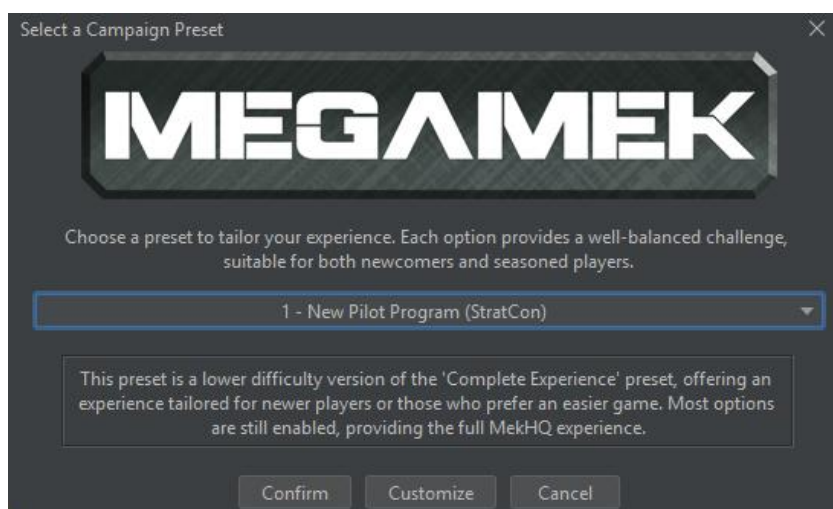 Select a Campaign Preset
MEGAMEK
Choose a preset to tailor your experience. Each option provides a well-balanced challenge,
suitable for both newcomers and seasoned players.
1 - New Pilot Program (StratCon)
This preset is a lower difficulty version of the 'Complete Experience' preset, offering an
experience tailored for newer players or those who prefer an easier game. Most options
are still enabled, providing the full MekHQ experience.
Confirm Customize Cancel